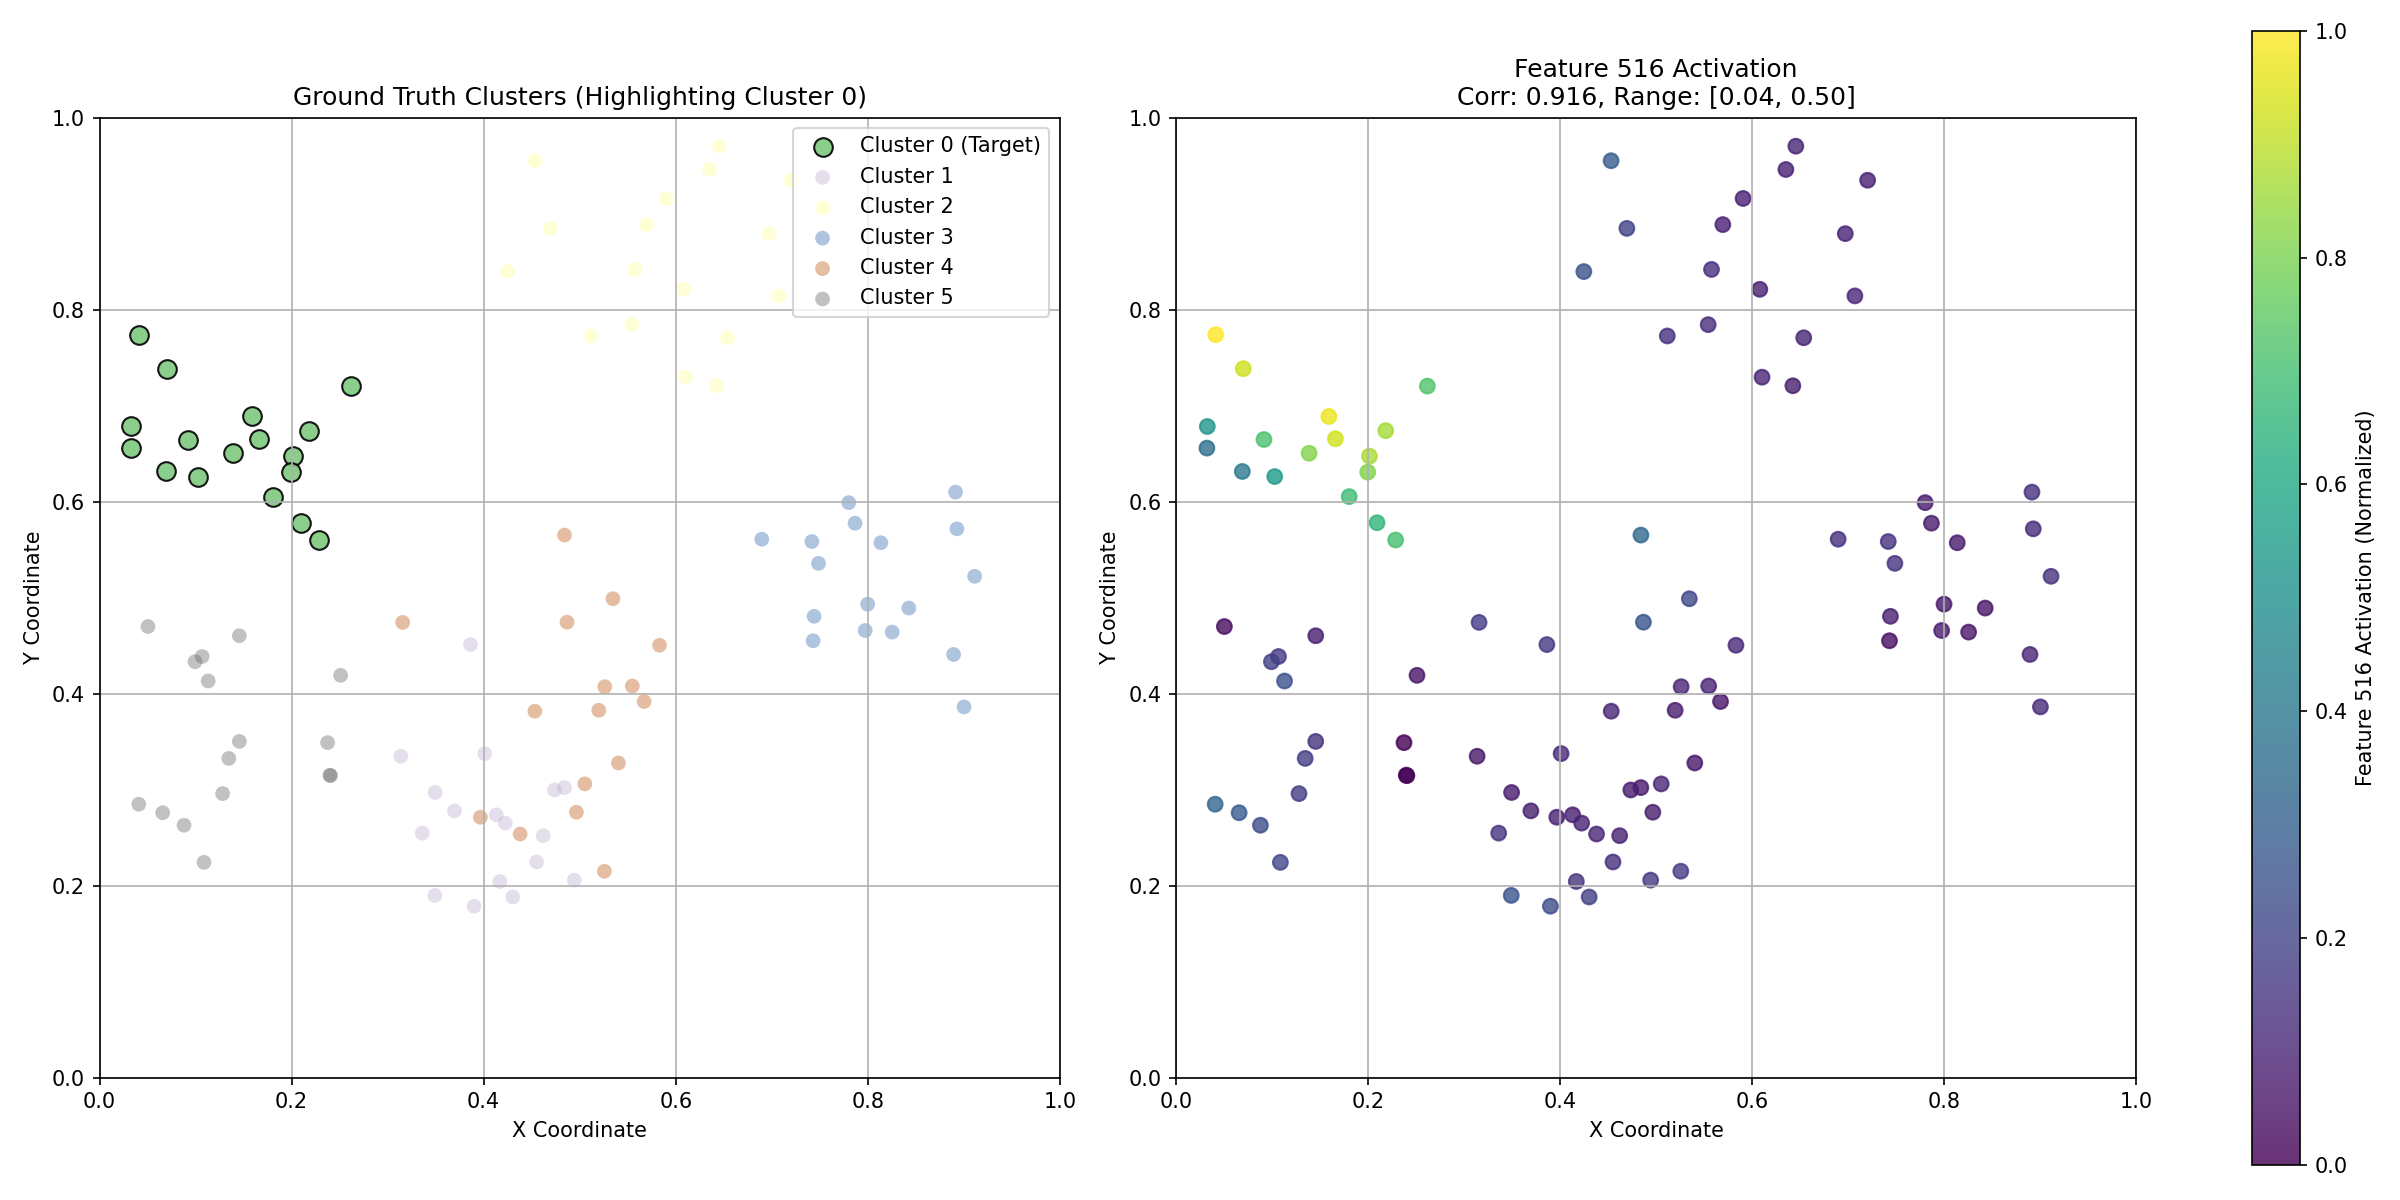 Ground Truth Clusters (Highlighting Cluster 0)
Cluster 0 (Target)
Cluster 1
Cluster 2
Cluster 3
Cluster 4
Cluster 5
1.0
0.8
0.6
0.4
0.2
0.0
Y Coordinate
0.0 0.2 0.4 0.6 0.8 1.0
X Coordinate
Feature 516 Activation
Corr: 0.916, Range: [0.04, 0.50]
1.0
0.8
0.6
0.4
0.2
0.0
Y Coordinate
0.0 0.2 0.4 0.6 0.8 1.0
X Coordinate
1.0
0.8
0.6
0.4
0.2
0.0
Feature 516 Activation (Normalized)